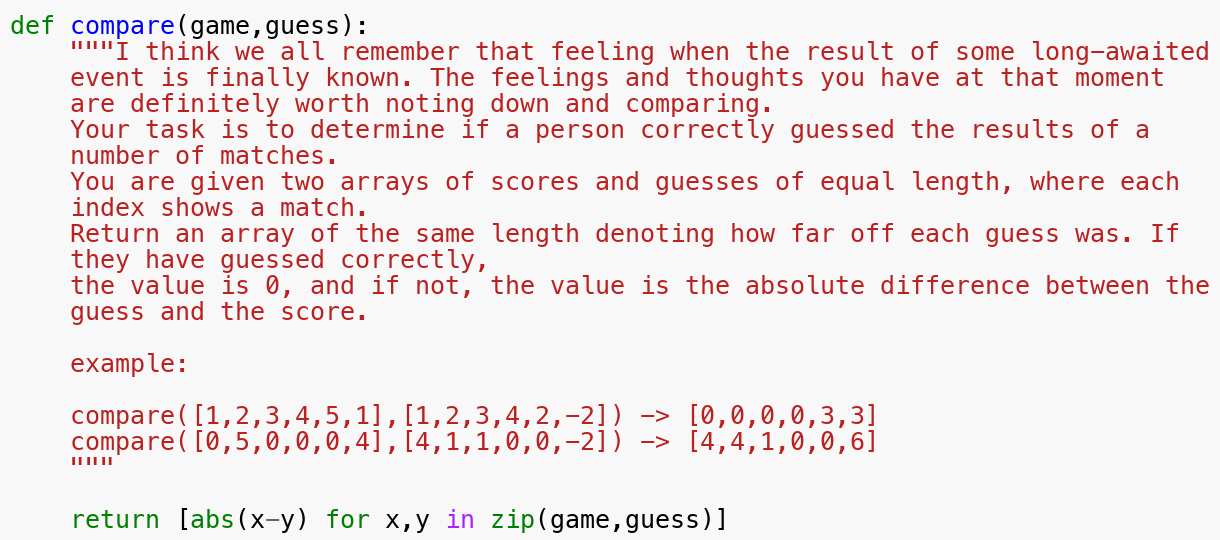 def compare(game,guess):
    """I think we all remember that feeling when the result of some long-awaited
    event is finally known. The feelings and thoughts you have at that moment
    are definitely worth noting down and comparing.
    Your task is to determine if a person correctly guessed the results of a
    number of matches.
    You are given two arrays of scores and guesses of equal length, where each
    index shows a match.
    Return an array of the same length denoting how far off each guess was. If
    they have guessed correctly,
    the value is 0, and if not, the value is the absolute difference between the
    guess and the score.

    example:

    compare([1,2,3,4,5,1],[1,2,3,4,2,-2]) -> [0,0,0,0,3,3]
    compare([0,5,0,0,0,4],[4,1,1,0,0,-2]) -> [4,4,1,0,0,6]
    """

    return [abs(x-y) for x,y in zip(game,guess)]